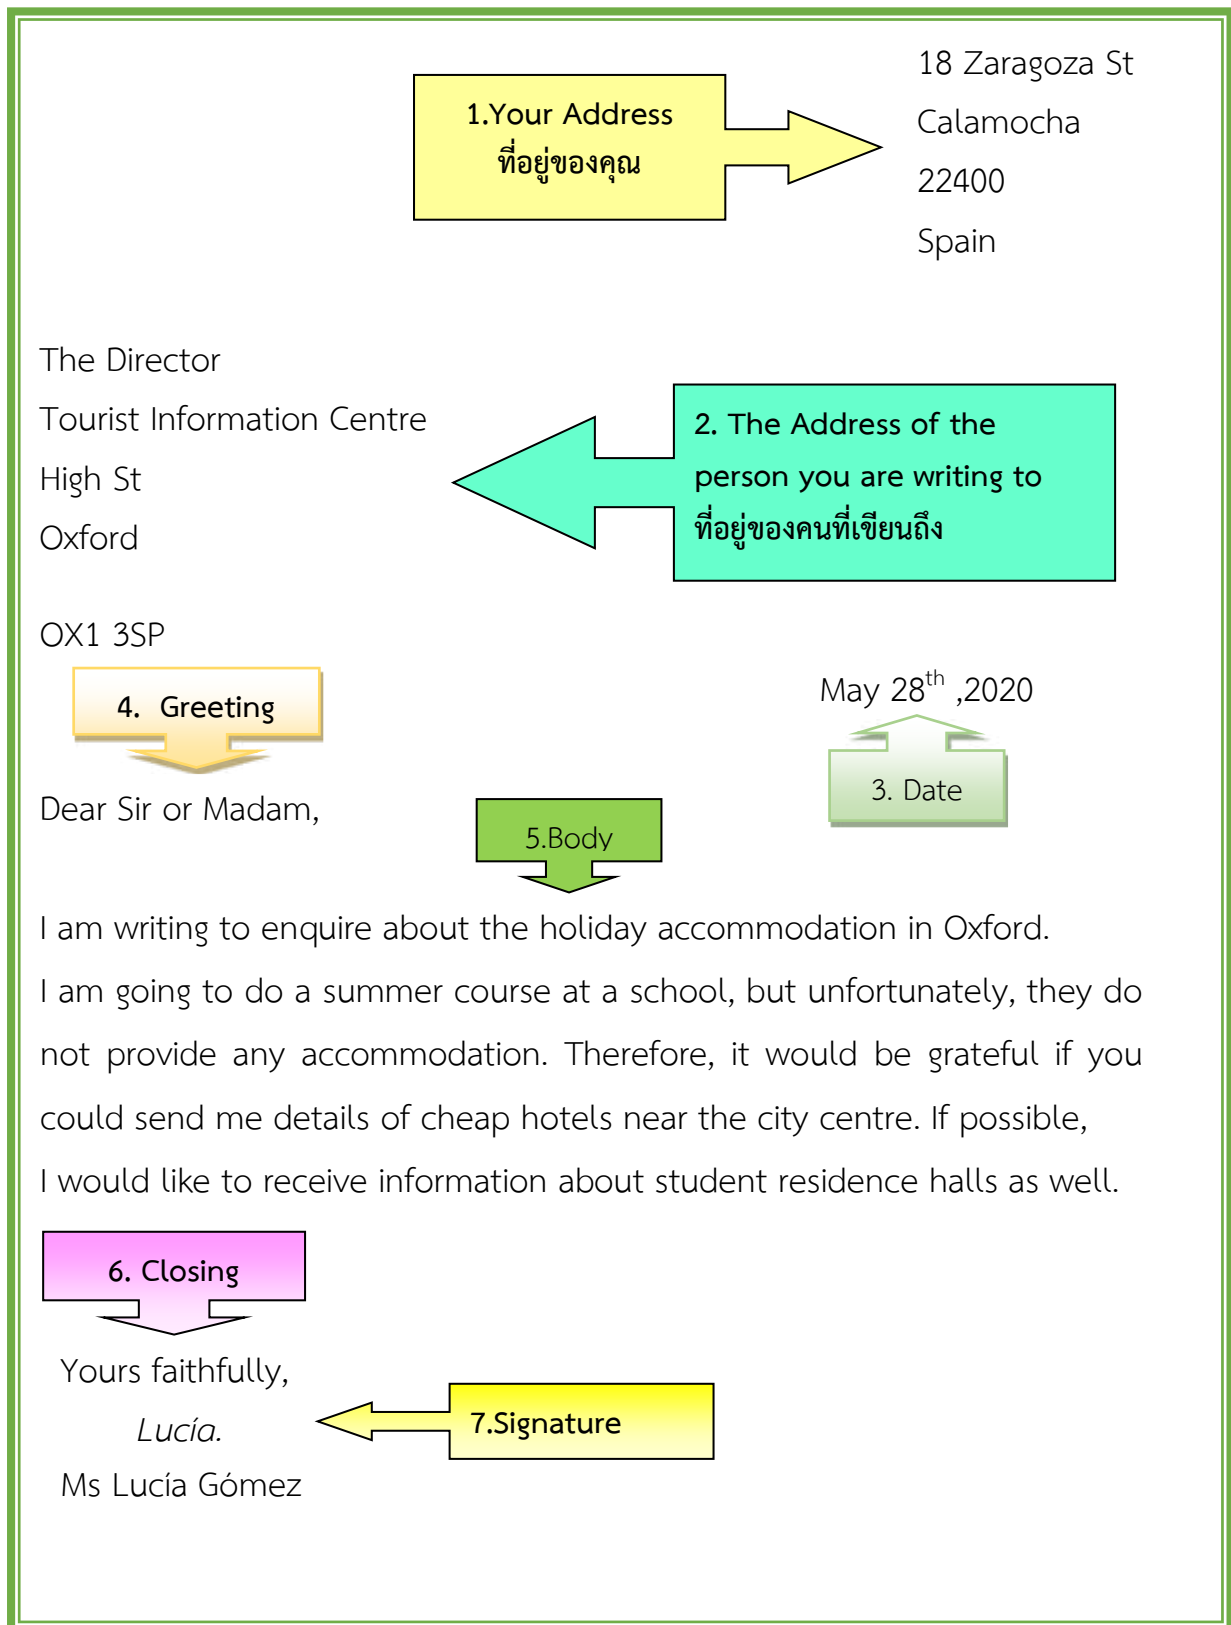 18 Zaragoza St
1.Your Address
Calamocha
ที่อยู่ของคุณ
22400
Spain
The Director
Tourist Information Centre
2. The Address of the
High St
person you are writing to
ที่อยู่ของคนที่เขียนถึง
Oxford
OX1 3SP
4. Greeting
May 28th ,2020
3. Date
Dear Sir or Madam,
5.Body
I am writing to enquire about the holiday accommodation in Oxford.
I am going to do a summer course at a school, but unfortunately, they do
not provide any accommodation. Therefore, it would be grateful if you
could send me details of cheap hotels near the city centre. If possible,
I would like to receive information about student residence halls as well.
6. Closing
Yours faithfully,
Lucía.
7.Signature
Ms Lucía Gómez